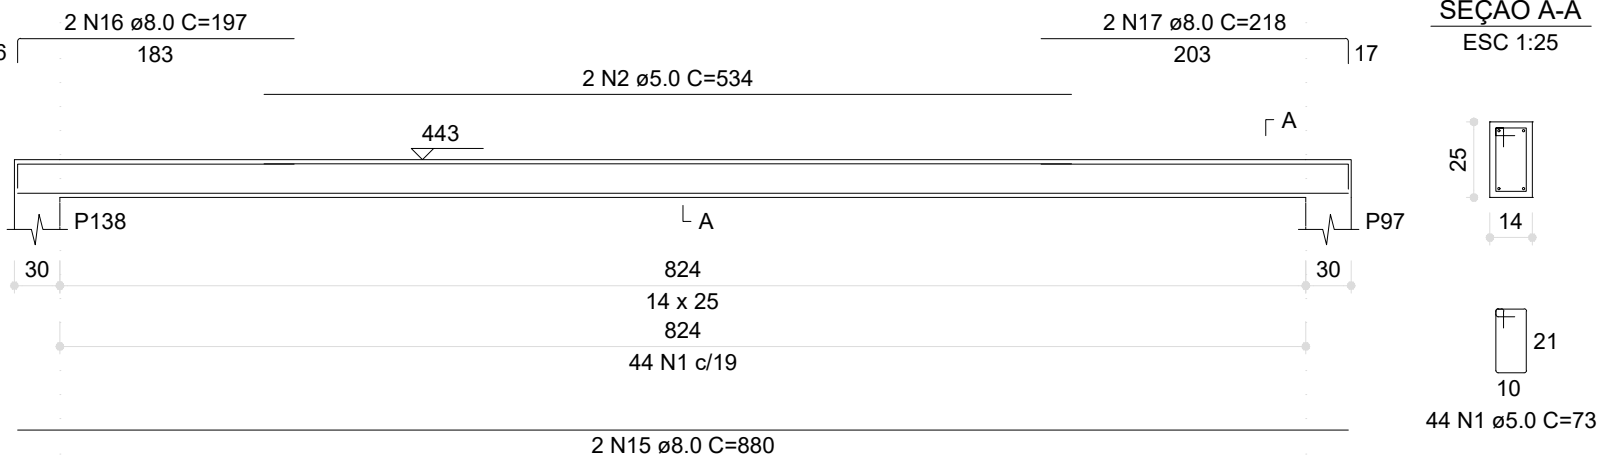 2 N16 ø8.0 C=197
183
2 N17 ø8.0 C=218
203
17
SEÇÃO A-A
ESC 1:25
2 N2 ø5.0 C=534
443
A
25
P138
A
P97
14
30
824
30
14 x 25
824
44 N1 c/19
21
10
44 N1 ø5.0 C=73
2 N15 ø8.0 C=880